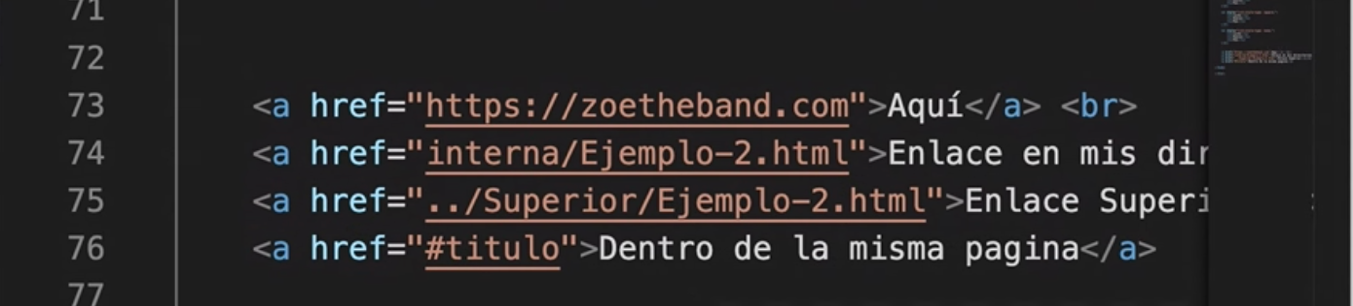 71
72
73 <a href="https://zoetheband.com">Aquí</a> <br>
74 <a href="interna/Ejemplo-2.html">Enlace en mis dir
75 <a href="../Superior/Ejemplo-2.html">Enlace Superi
76 <a href="#titulo">Dentro de la misma pagina</a>
77